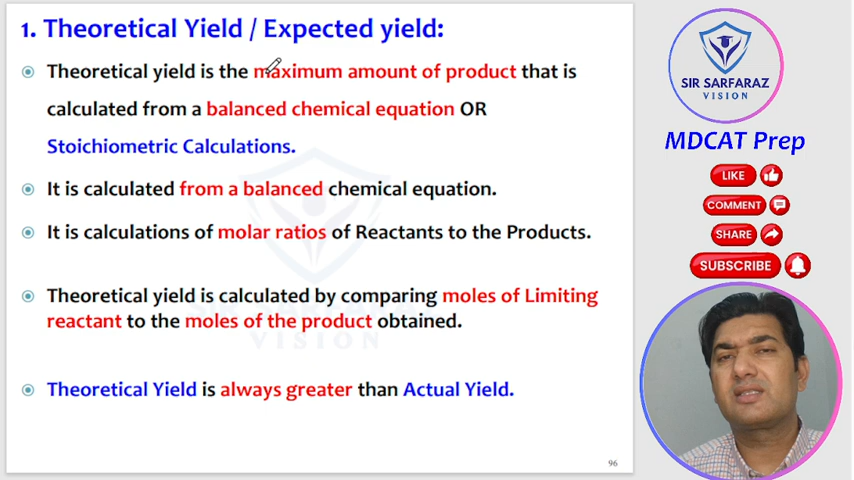 1. Theoretical Yield / Expected yield:
Theoretical yield is the maximum amount of product that is
calculated from a balanced chemical equation OR
Stoichiometric Calculations.
It is calculated from a balanced chemical equation.
It is calculations of molar ratios of Reactants to the Products.
Theoretical yield is calculated by comparing moles of Limiting
reactant to the moles of the product obtained.
Theoretical Yield is always greater than Actual Yield.
96
SIR SARFARAZ
VISION
MDCAT Prep
LIKE
COMMENT
SHARE
SUBSCRIBE
SIR SARFARAZ
VISION